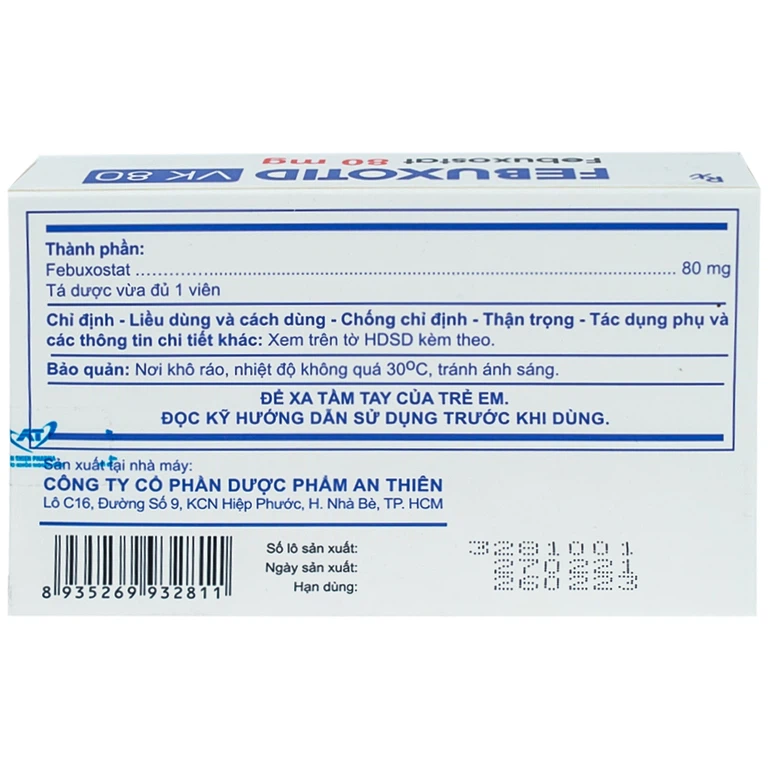 Rx
FEBUXOTID VK 80
Febuxostat 80 mg
Thành phần:
Febuxostat ........................................................................ 80 mg
Tá dược vừa đủ 1 viên
Chỉ định - Liều dùng và cách dùng - Chống chỉ định - Thận trọng - Tác dụng phụ và
các thông tin chi tiết khác: Xem trên tờ HDSD kèm theo.
Bảo quản: Nơi khô ráo, nhiệt độ không quá 30ºC, tránh ánh sáng.
ĐỂ XA TẦM TAY CỦA TRẺ EM.
ĐỌC KỸ HƯỚNG DẪN SỬ DỤNG TRƯỚC KHI DÙNG.
AT
Sản xuất tại nhà máy:
CÔNG TY CỔ PHẦN DƯỢC PHẨM AN THIÊN
Lô C16, Đường Số 9, KCN Hiệp Phước, H. Nhà Bè, TP. HCM
Số lô sản xuất: 3281001
Ngày sản xuất: 270221
Hạn dùng: 260223
8 935269 932811